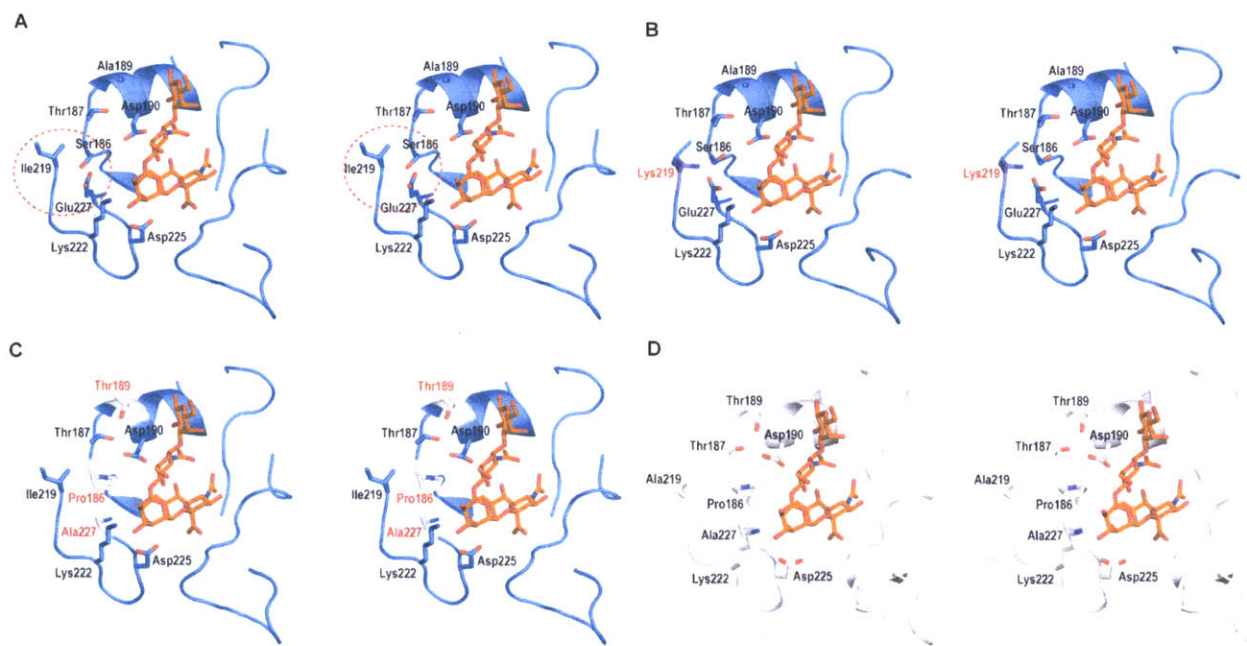 A
Ala189
Thr187
Asp190
Ser186
Ile219
Glu227
Lys222
Asp225
Ala189
Thr187
Asp190
Ser186
Ile219
Glu227
Lys222
Asp225
B
Ala189
Thr187
Asp190
Ser186
Lys219
Glu227
Lys222
Asp225
Ala189
Thr187
Asp190
Ser186
Lys219
Glu227
Lys222
Asp225
C
Thr189
Thr187
Asp190
Ile219
Pro186
Ala227
Lys222
Asp225
Thr189
Thr187
Asp190
Ile219
Pro186
Ala227
Lys222
Asp225
D
Thr189
Thr187
Asp190
Ala219
Pro186
Ala227
Lys222
Asp225
Thr189
Thr187
Asp190
Ala219
Pro186
Ala227
Lys222
Asp225